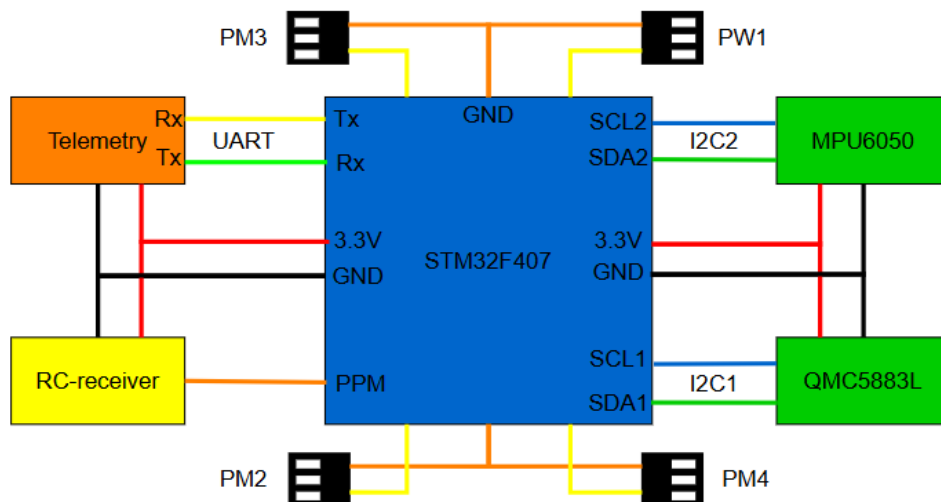 PM3
PW1
Telemetry
Rx
Tx
UART
Tx
Rx
GND
SCL2
SDA2
I2C2
MPU6050
3.3V
GND
STM32F407
3.3V
GND
RC-receiver
PPM
SCL1
SDA1
I2C1
QMC5883L
PM2
PM4